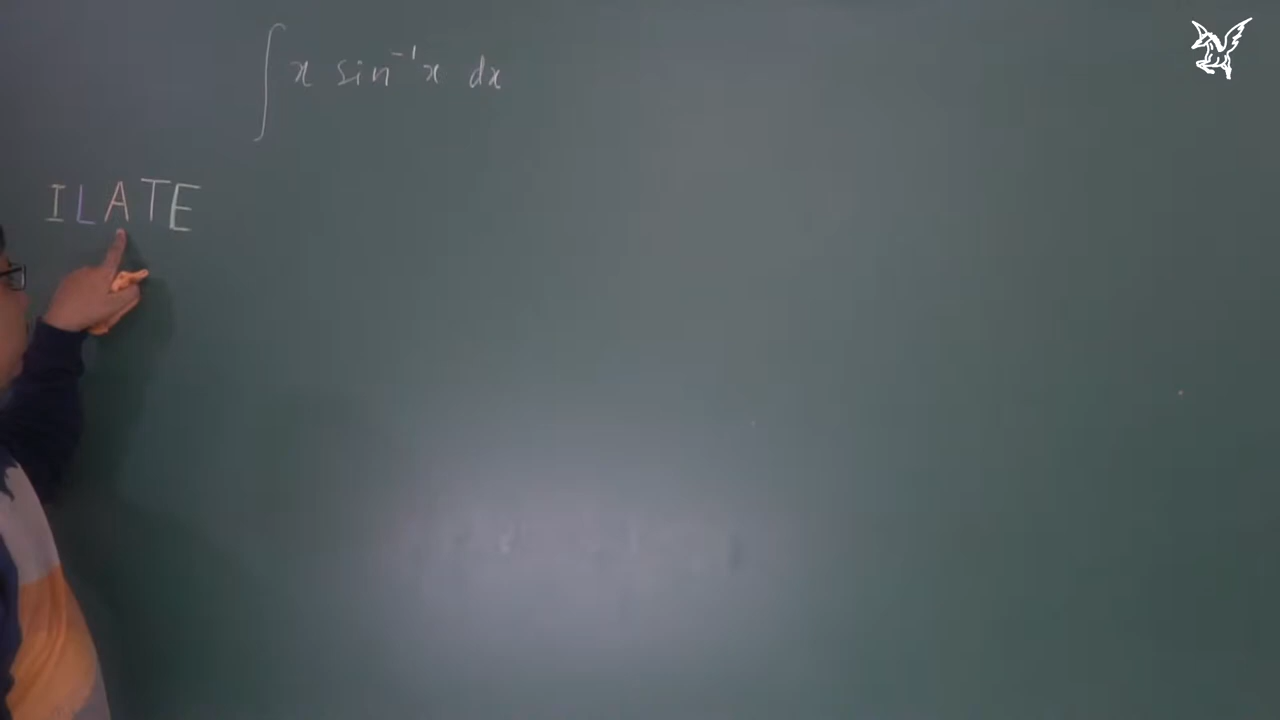 ∫ x sin⁻¹x dx
ILATE